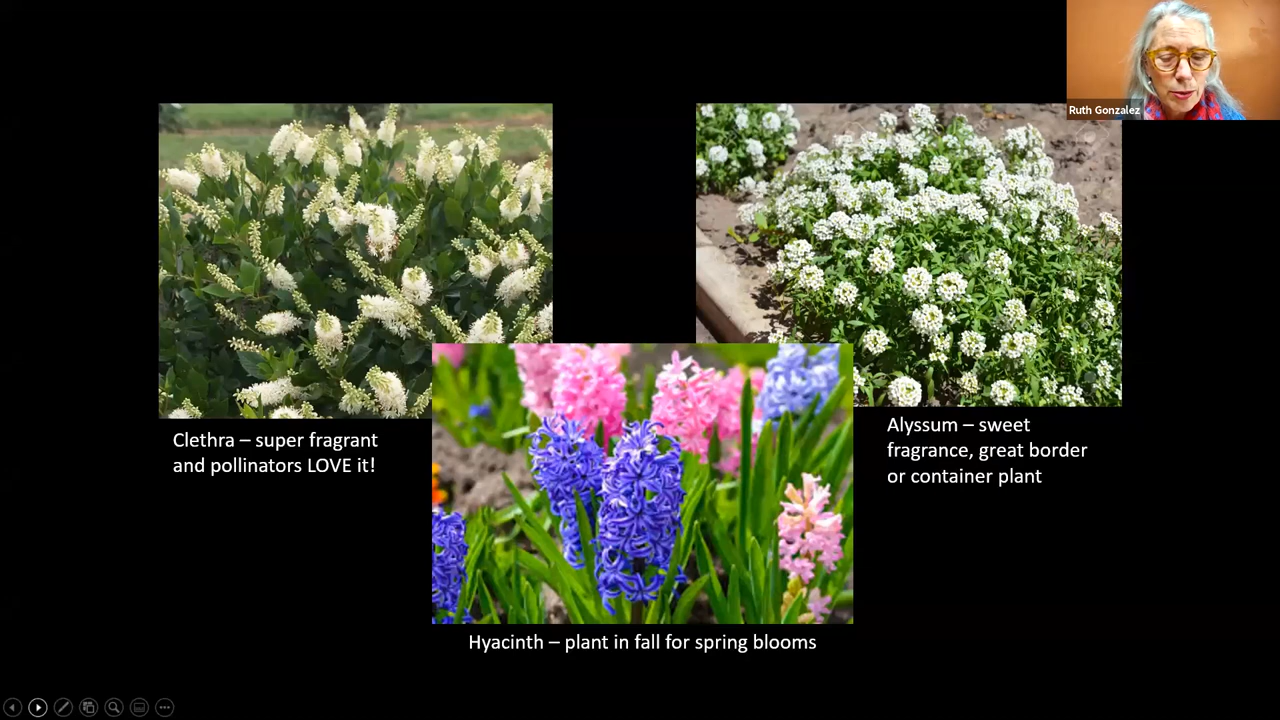 Ruth Gonzalez
Clethra – super fragrant
and pollinators LOVE it!
Alyssum – sweet
fragrance, great border
or container plant
Hyacinth – plant in fall for spring blooms